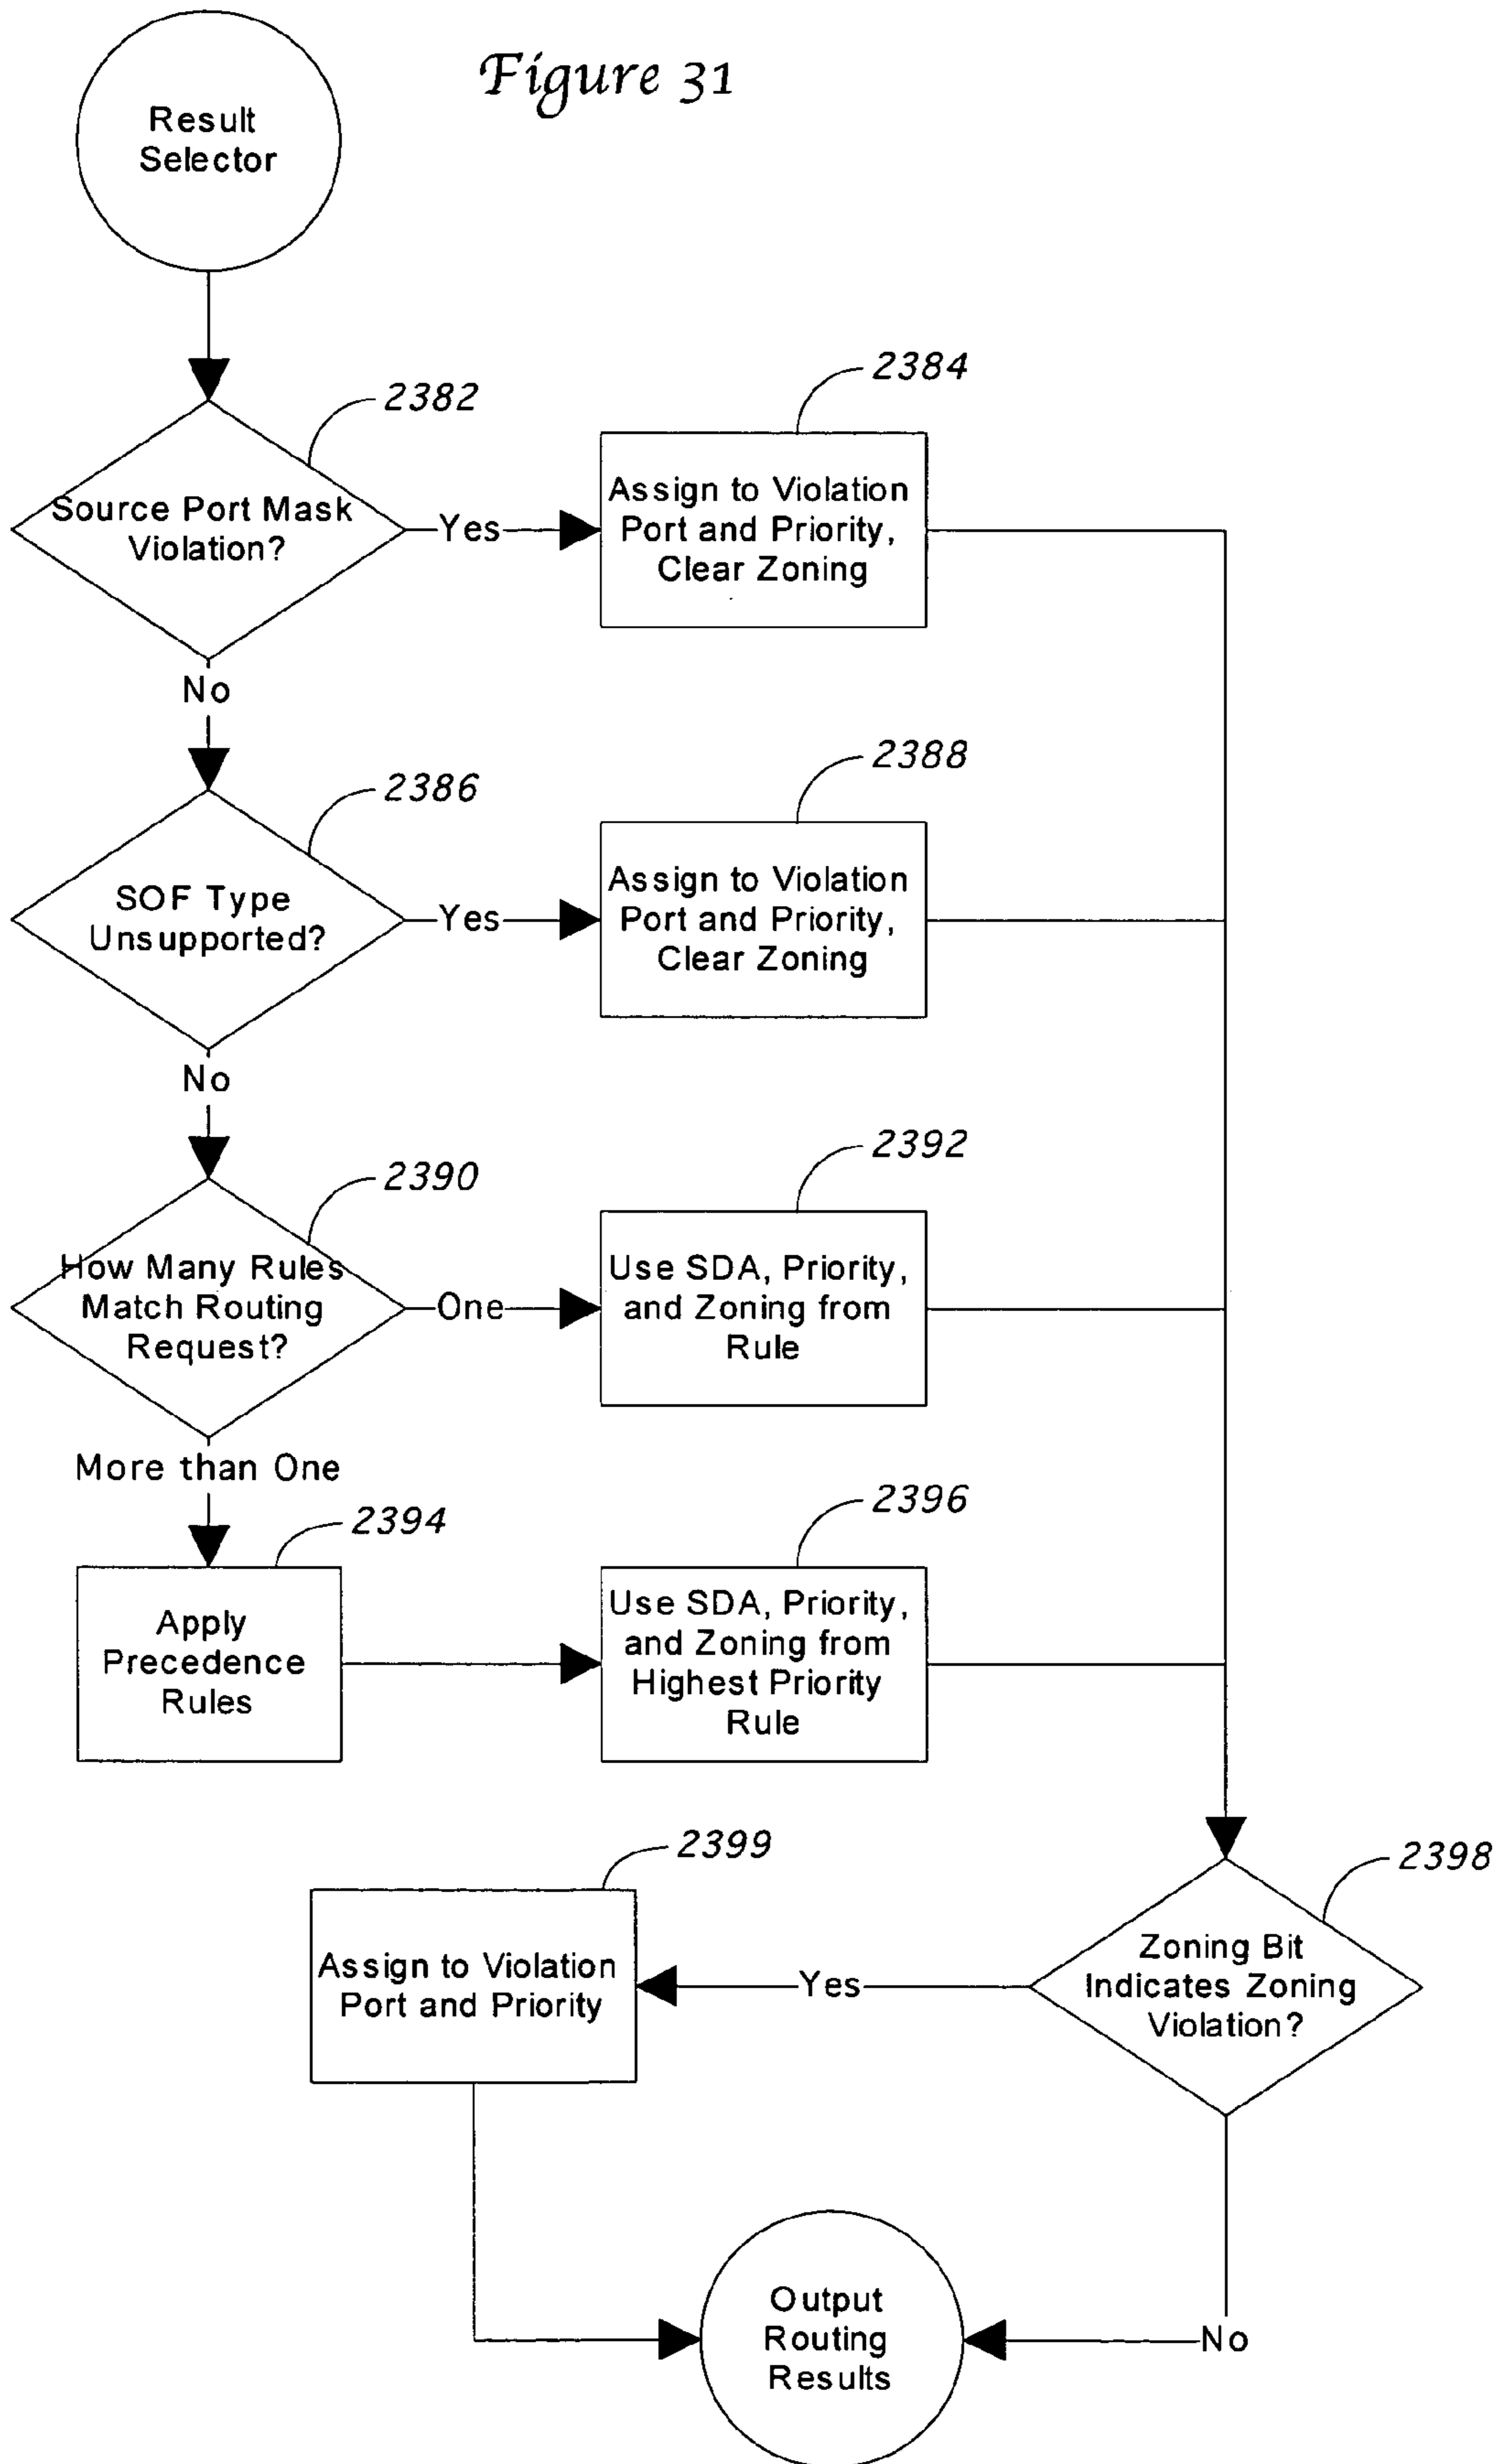 Figure 31
Result
Selector
2382
2384
Source Port Mask
Violation?
Yes
Assign to Violation
Port and Priority,
Clear Zoning
No
2386
2388
SOF Type
Unsupported?
Yes
Assign to Violation
Port and Priority,
Clear Zoning
No
2390
2392
How Many Rules
Match Routing
Request?
One
Use SDA, Priority,
and Zoning from
Rule
More than One
2394
2396
Apply
Precedence
Rules
Use SDA, Priority,
and Zoning from
Highest Priority
Rule
2399
2398
Assign to Violation
Port and Priority
Yes
Zoning Bit
Indicates Zoning
Violation?
Output
Routing
Results
No